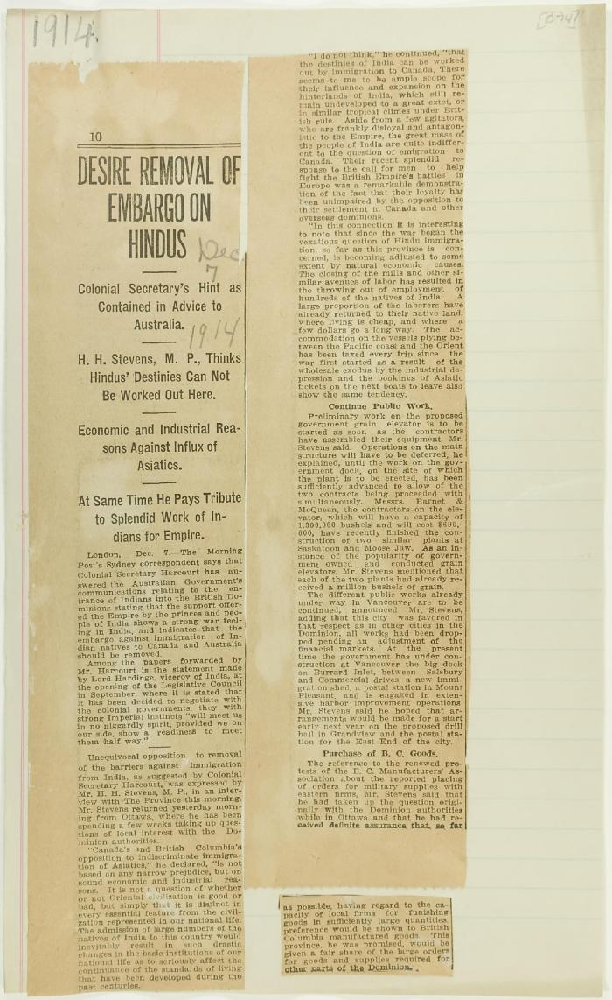 1914.
[B-74]
10
DESIRE REMOVAL OF
EMBARGO ON
HINDUS
Dec.
7
1914
Colonial Secretary's Hint as
Contained in Advice to
Australia.
H. H. Stevens, M. P., Thinks
Hindus' Destinies Can Not
Be Worked Out Here.
Economic and Industrial Rea-
sons Against Influx of
Asiatics.
At Same Time He Pays Tribute
to Splendid Work of In-
dians for Empire.
London, Dec. 7.—The Morning
Post's Sydney correspondent says that
Colonial Secretary Harcourt has an-
swered the Australian Government's
communications relating to the en-
trance of Indians into the British Do-
minions stating that the support offer-
ed the Empire by the princes and peo-
ple of India shows a strong war feel-
ing in India, and indicates that the
embargo against immigration of In-
dian natives to Canada and Australia
should be removed.
Among the papers forwarded by
Mr. Harcourt is the statement made
by Lord Hardinge, viceroy of India, at
the opening of the Legislative Council
in September, where it is stated that
it has been decided to negotiate with
the colonial governments, they with
strong Imperial instincts "will meet us
in no niggardly spirit, provided we on
our side, show a readiness to meet
them half way."
Unequivocal opposition to removal
of the barriers against immigration
from India, as suggested by Colonial
Secretary Harcourt, was expressed by
Mr. H. H. Stevens, M. P., in an inter-
view with The Province this morning.
Mr. Stevens returned yesterday morn-
ing from Ottawa, where he has been
spending a few weeks taking up ques-
tions of local interest with the Do-
minion authorities.
"Canada's and British Columbia's
opposition to indiscriminate immigra-
tion of Asiatics," he declared, "is not
based on any narrow prejudice, but on
sound economic and industrial rea-
sons. It is not a question of whether
or not Oriental civilization is good or
bad, but simply that it is distinct in
every essential feature from the civil-
zation represented in our national life.
The admission of large numbers of the
natives of India to this country would
inevitably result in such drastic
changes in the basic institutions of our
national life as to seriously affect the
continuance of the standards of living
that have been developed during the
past centuries.
"I do not think," he continued, "that
the destinies of India can be worked
out by immigration to Canada. There
seems to me to be ample scope for
their influence and expansion on the
hinterlands of India, which still re-
main undeveloped to a great extet, or
in similar tropical climes under Brit-
ish rule. Aside from a few agitators,
who are frankly disloyal and antagon-
istic to the Empire, the great mass of
the people of India are quite indiffer-
ent to the question of emigration to
Canada. Their recent splendid re-
sponse to the call for men to help
fight the British Empire's battles in
Europe was a remarkable demonstra-
tion of the fact that their loyalty has
been unimpaired by the opposition to
their settlement in Canada and other
overseas dominions.
"In this connection it is interesting
to note that since the war began the
vexatious question of Hindu immigra-
tion, so far as this province is con-
cerned, is becoming adjusted to some
extent by natural economic causes.
The closing of the mills and other si-
milar avenues of labor has resulted in
the throwing out of employment of
hundreds of the natives of India. A
large proportion of the laborers have
already returned to their native land,
where living is cheap, and where a
few dollars go a long way. The ac-
commodation on the vessels plying be-
tween the Pacific coast and the Orient
has been taxed every trip since the
war first started as a result of the
wholesale exodus by the industrial de-
pression and the bookings of Asiatic
tickets on the next boats to leave also
show the same tendency.
Continue Public Work.
Preliminary work on the proposed
government grain elevator is to be
started as soon as the contractors
have assembled their equipment, Mr.
Stevens said. Operations on the main
structure will have to be deferred, he
explained, until the work on the gov-
ernment dock, on the site of which
the plant is to be erected, has been
sufficiently advanced to allow of the
two contracts being proceeded with
simultaneously. Messrs. Barnet &
McQueen, the contractors on the ele-
vator, which will have a capacity of
1,300,000 bushels and will cost $690,-
000, have recently finished the con-
struction of two similar plants at
Saskatoon and Moose Jaw. As an in-
stance of the popularity of govern-
ment owned and conducted grain
elevators, Mr. Stevens mentioned that
each of the two plants had already re-
ceived a million bushels of grain.
The different public works already
under way in Vancouver are to be
continued, announced Mr. Stevens,
adding that this city was favored in
that respect as in other cities in the
Dominion, all works had been drop-
ped pending an adjustment of the
financial markets. At the present
time the government has under con-
struction at Vancouver the big dock
on Burrard Inlet, between Salsbury
and Commercial drives, a new immi-
gration shed, a postal station in Mount
Pleasant, and is engaged in exten-
sive harbor improvement operations
Mr. Stevens said he hoped that ar-
rangements would be made for a start
early next year on the proposed drill
hall in Grandview and the postal sta-
tion for the East End of the city.
Purchase of B. C. Goods.
The reference to the renewed pro-
tests of the B. C. Manufacturers' As-
sociation about the reported placing
of orders for military supplies with
eastern firms, Mr. Stevens said that
he had taken up the question origi-
nally with the Dominion authorities
while in Ottawa and that he had re-
ceived definite assurance that, so far
as possible, having regard to the ca-
pacity of local firms for furnishing
goods in sufficiently large quantities,
preference would be shown to British
Columbia manufactured goods. This
province, he was promised, would be
given a fair share of the large orders
for goods and supplies required for
other parts of the Dominion.